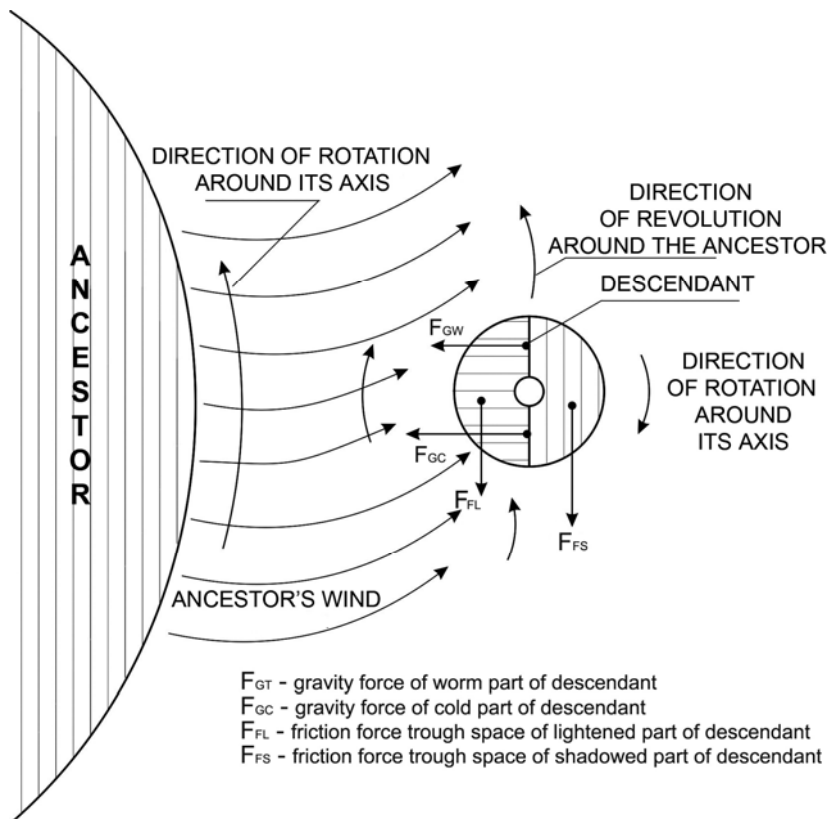 DIRECTION OF ROTATION
AROUND ITS AXIS
DIRECTION
OF REVOLUTION
AROUND THE ANCESTOR
DESCENDANT
ANCESTOR
FGW
DIRECTION
OF ROTATION
AROUND
ITS AXIS
FGC
FFL
FFS
ANCESTOR'S WIND
FGT - gravity force of worm part of descendant
FGC - gravity force of cold part of descendant
FFL - friction force trough space of lightened part of descendant
FFS - friction force trough space of shadowed part of descendant